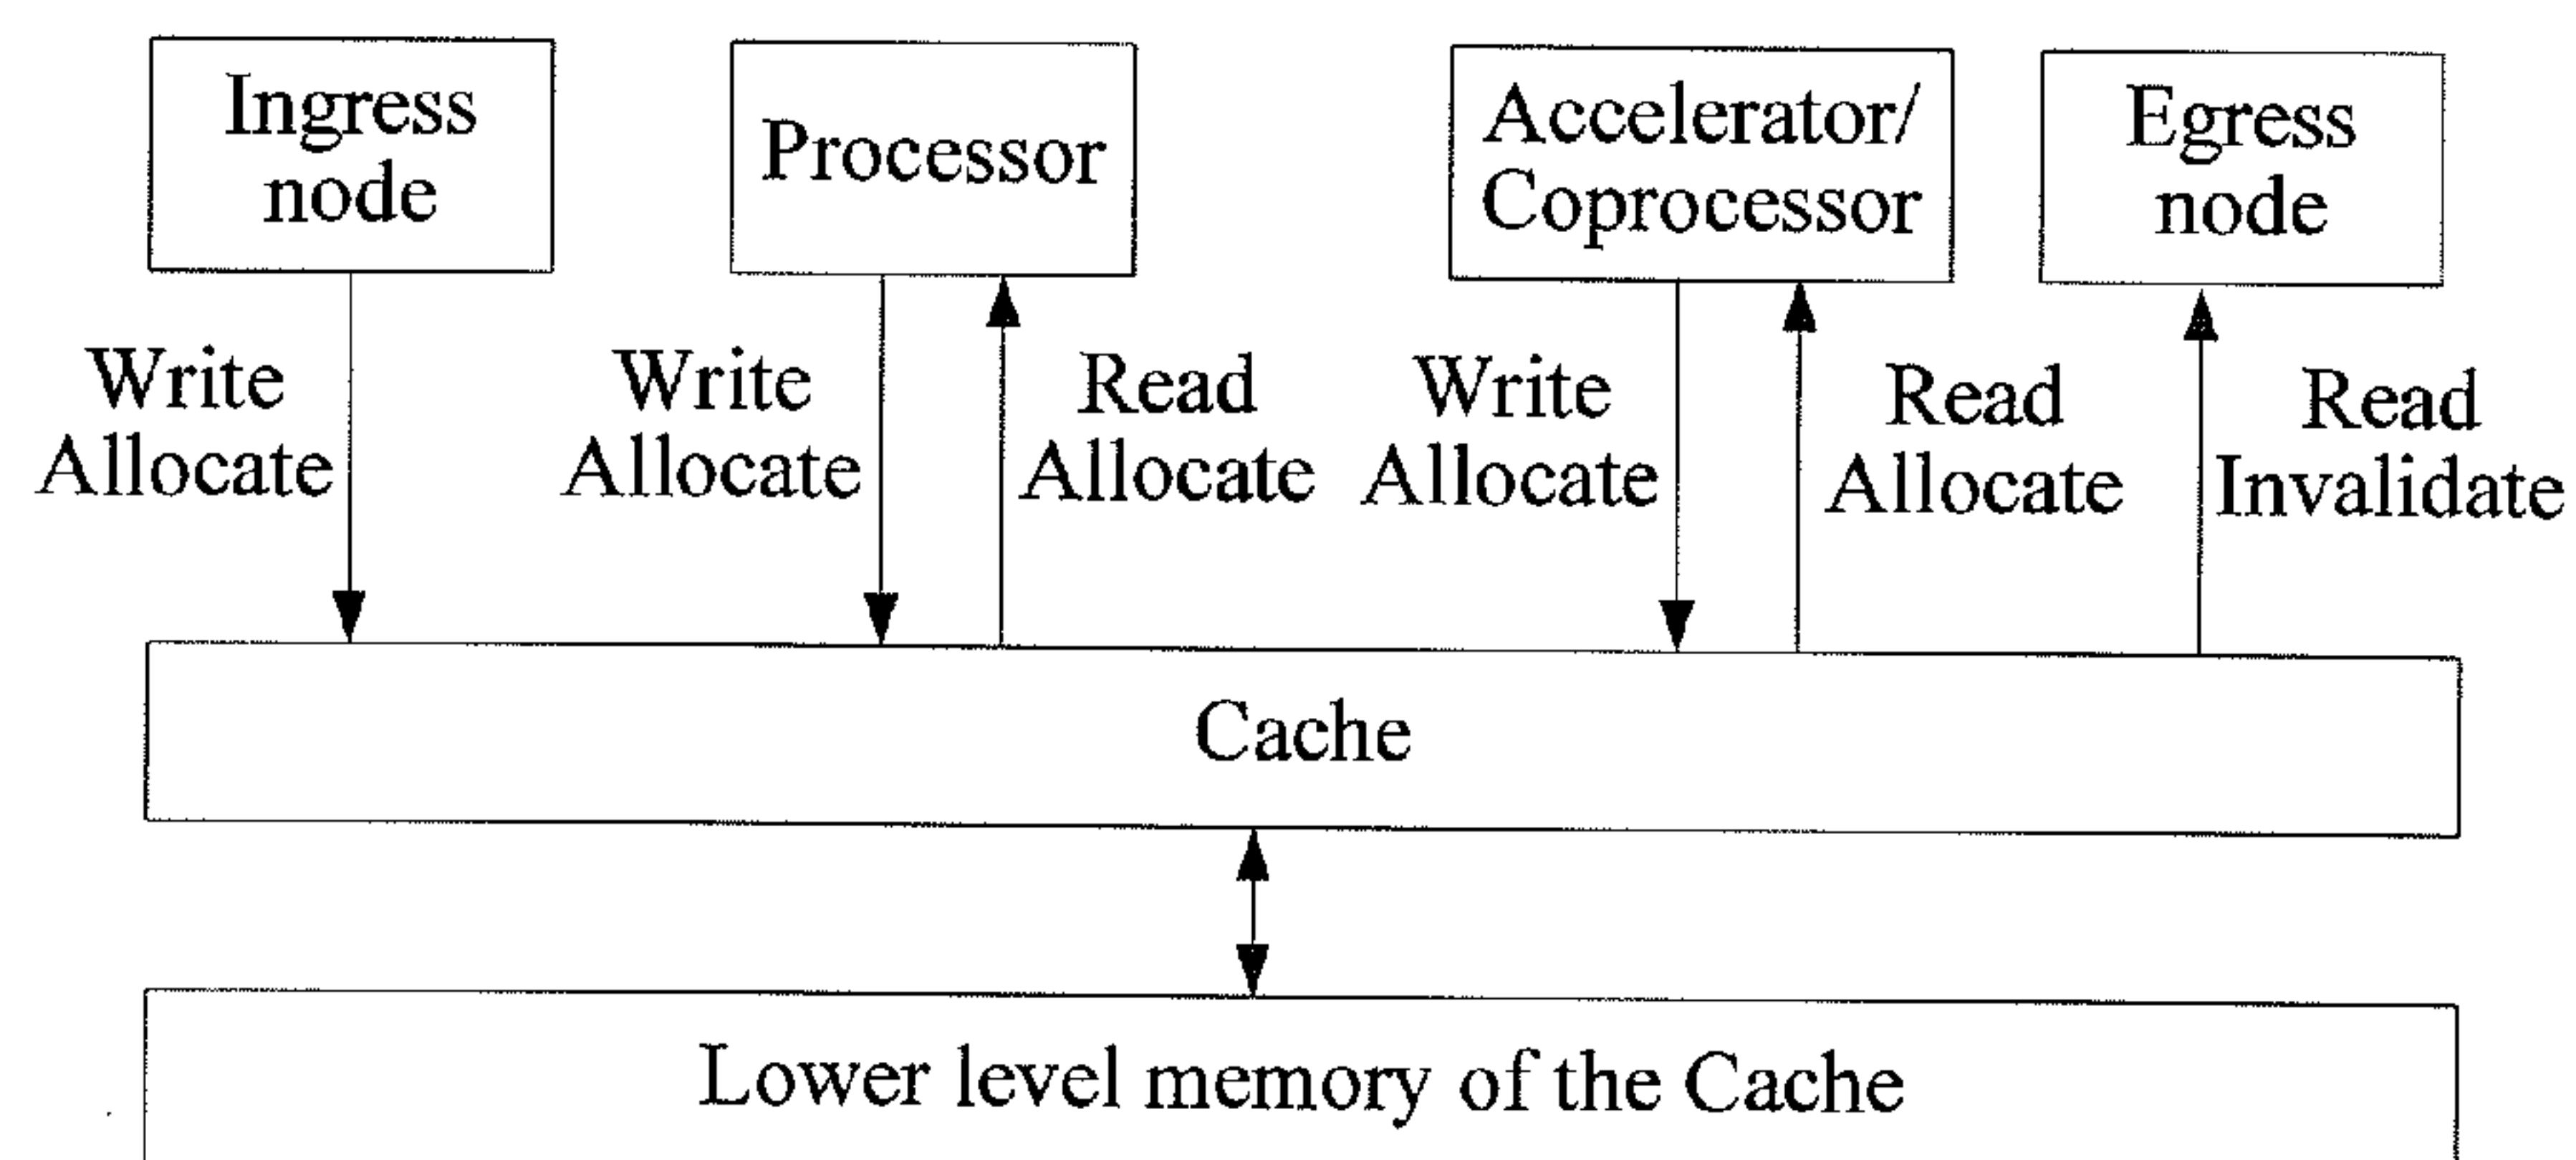 Ingress
node
Processor
Accelerator/
Coprocessor
Egress
node
Write
Allocate
Write
Allocate
Read
Allocate
Write
Allocate
Read
Allocate
Read
Invalidate
Cache
Lower level memory of the Cache